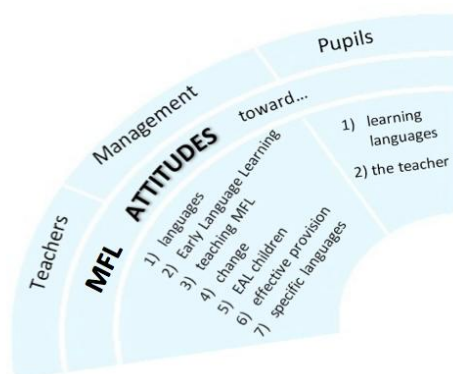 Teachers
Management
Pupils
MFL ATTITUDES toward...
1) languages
2) Early Language Learning
3) teaching MFL
4) change
5) EAL children
6) effective provision
7) specific languages
1) learning
languages
2) the teacher